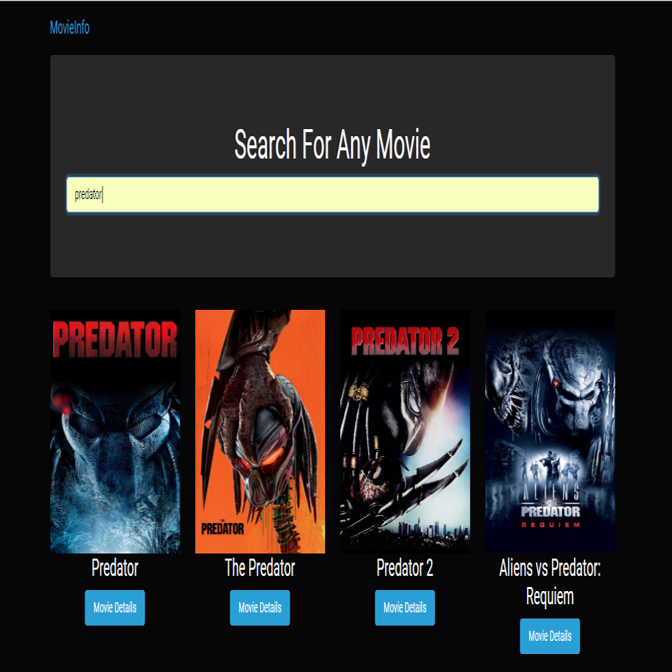 MovieInfo
Search For Any Movie
predator
PREDATOR
THE
PREDATOR
PREDATOR 2
ALIENS
VS
PREDATOR
REQUIEM
Predator
The Predator
Predator 2
Aliens vs Predator:
Requiem
Movie Details
Movie Details
Movie Details
Movie Details